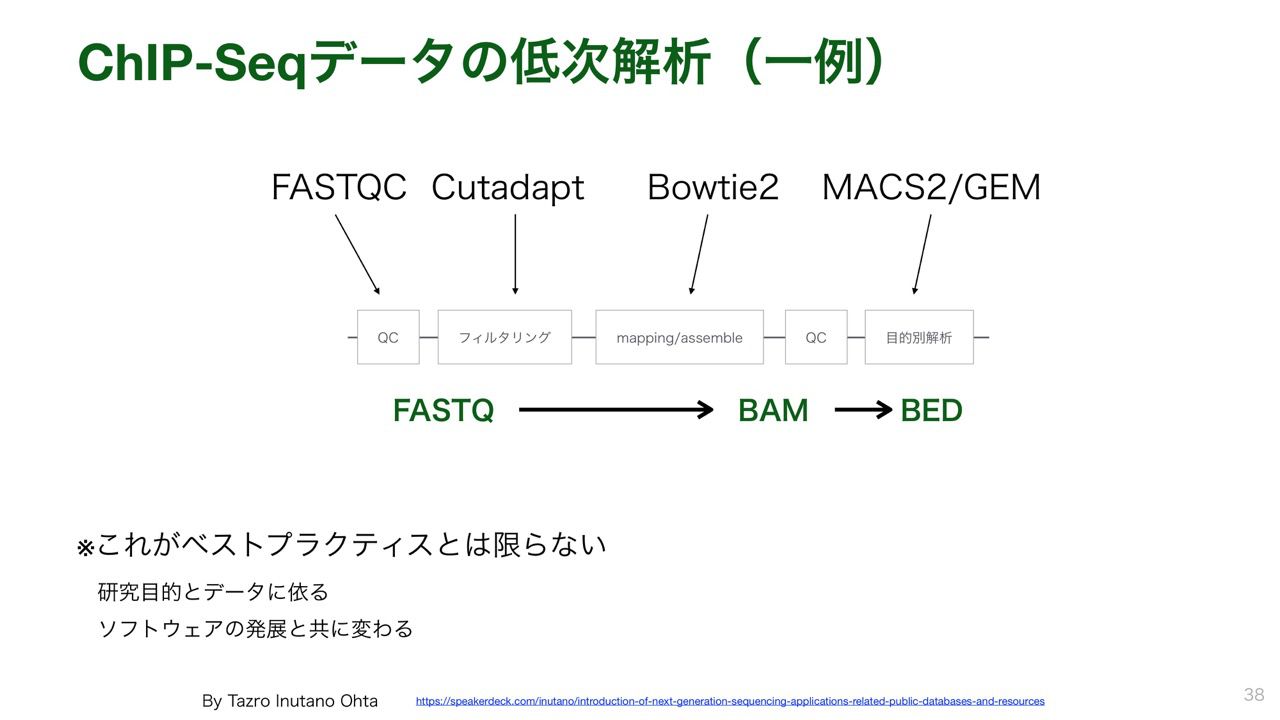 ChIP-Seqデータの低次解析（一例）
FASTQC Cutadapt Bowtie2 MACS2/GEM
QC フィルタリング mapping/assemble QC 目的別解析
FASTQ BAM BED
※これがベストプラクティスとは限らない
研究目的とデータに依る
ソフトウェアの発展と共に変わる
By Tazro Inutano Ohta https://speakerdeck.com/inutano/introduction-of-next-generation-sequencing-applications-related-public-databases-and-resources 38